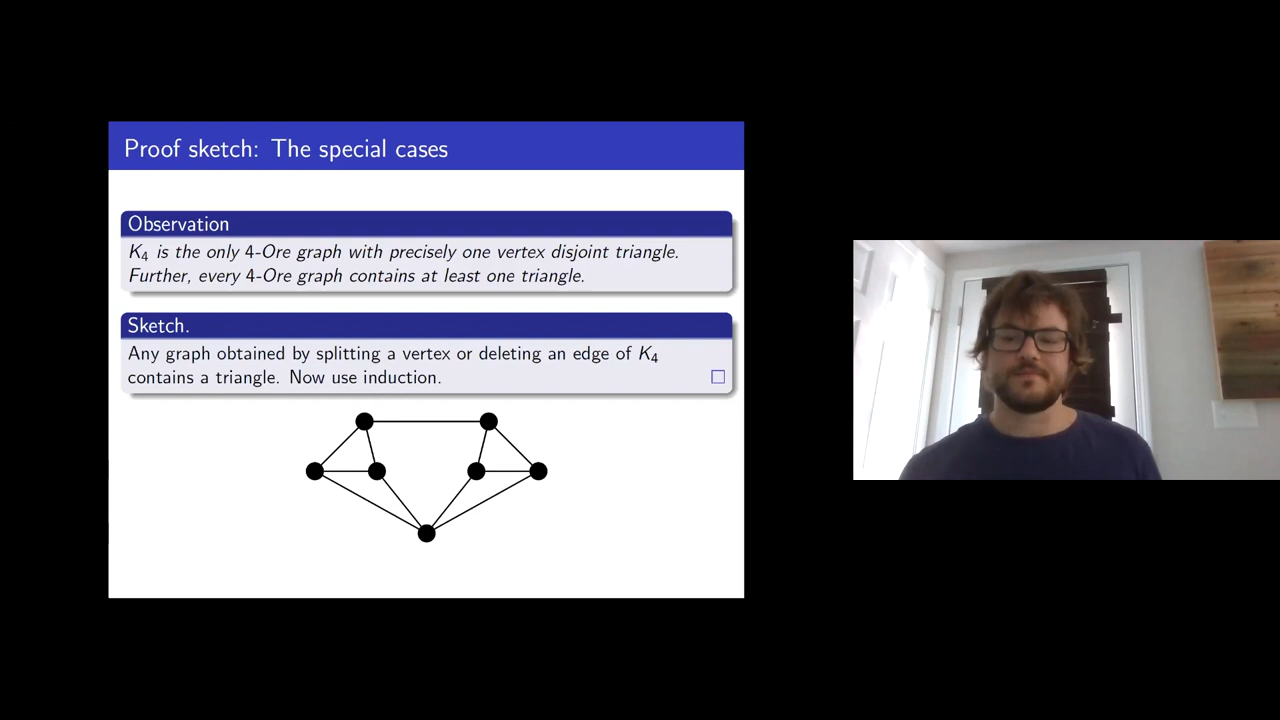 Proof sketch: The special cases
Observation
K₄ is the only 4-Ore graph with precisely one vertex disjoint triangle.
Further, every 4-Ore graph contains at least one triangle.
Sketch.
Any graph obtained by splitting a vertex or deleting an edge of K₄
contains a triangle. Now use induction. □